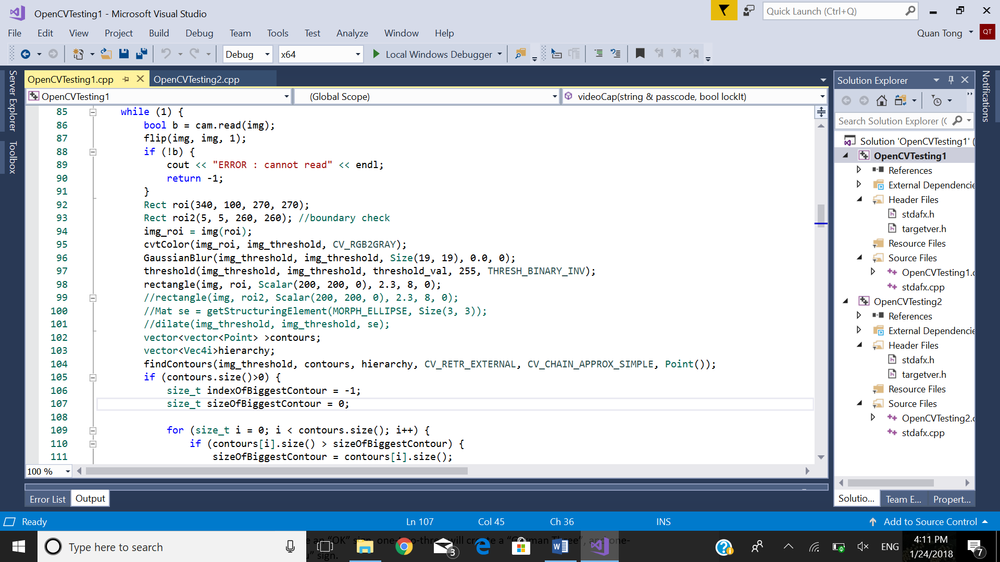 OpenCVTesting1 - Microsoft Visual Studio
Quick Launch (Ctrl+Q)
File Edit View Project Build Debug Team Tools Test Analyze Window Help
Quan Tong QT
Debug x64 Local Windows Debugger
Server Explorer
Toolbox
OpenCVTesting1.cpp OpenCVTesting2.cpp
OpenCVTesting1 (Global Scope) videoCap(string & passcode, bool lockIt)
85 while (1) {
86 bool b = cam.read(img);
87 flip(img, img, 1);
88 if (!b) {
89 cout << "ERROR : cannot read" << endl;
90 return -1;
91 }
92 Rect roi(340, 100, 270, 270);
93 Rect roi2(5, 5, 260, 260); //boundary check
94 img_roi = img(roi);
95 cvtColor(img_roi, img_threshold, CV_RGB2GRAY);
96 GaussianBlur(img_threshold, img_threshold, Size(19, 19), 0.0, 0);
97 threshold(img_threshold, img_threshold, threshold_val, 255, THRESH_BINARY_INV);
98 rectangle(img, roi, Scalar(200, 200, 0), 2.3, 8, 0);
99 //rectangle(img, roi2, Scalar(200, 200, 0), 2.3, 8, 0);
100 //Mat se = getStructuringElement(MORPH_ELLIPSE, Size(3, 3));
101 //dilate(img_threshold, img_threshold, se);
102 vector<vector<Point> >contours;
103 vector<Vec4i>hierarchy;
104 findContours(img_threshold, contours, hierarchy, CV_RETR_EXTERNAL, CV_CHAIN_APPROX_SIMPLE, Point());
105 if (contours.size()>0) {
106 size_t indexOfBiggestContour = -1;
107 size_t sizeOfBiggestContour = 0;
108
109 for (size_t i = 0; i < contours.size(); i++) {
110 if (contours[i].size() > sizeOfBiggestContour) {
111 sizeOfBiggestContour = contours[i].size();
100 %
Error List Output
Solution Explorer
Search Solution Explorer (C
Solution 'OpenCVTesting1' (
OpenCVTesting1
References
External Dependencie
Header Files
stdafx.h
targetver.h
Resource Files
Source Files
OpenCVTesting1.c
stdafx.cpp
OpenCVTesting2
References
External Dependencie
Header Files
stdafx.h
targetver.h
Resource Files
Source Files
OpenCVTesting2.c
stdafx.cpp
Solutio... Team E... Propert...
Notifications
Ready Ln 107 Col 45 Ch 36 INS Add to Source Control
Type here to search
an "OK" sign, will create a "German Three", and one-
sign.
3
ENG
4:11 PM
1/24/2018
7